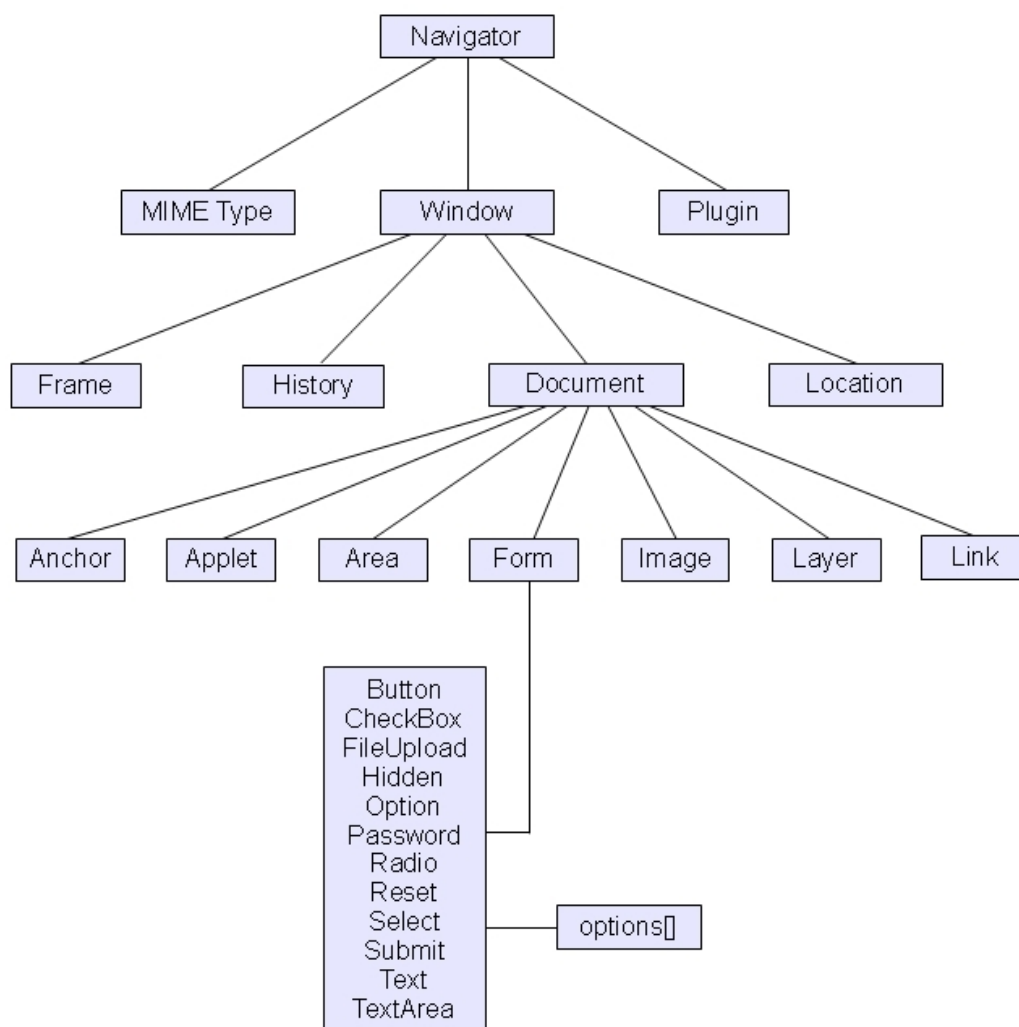 Navigator
MIME Type
Window
Plugin
Frame
History
Document
Location
Anchor
Applet
Area
Form
Image
Layer
Link
Button
CheckBox
FileUpload
Hidden
Option
Password
Radio
Reset
Select
Submit
Text
TextArea
options[]